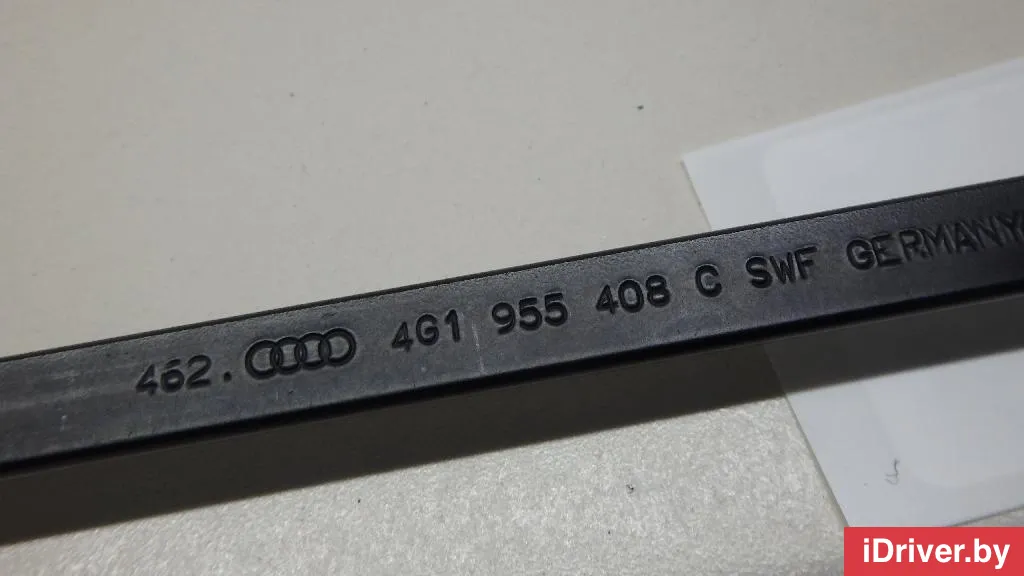 462. 4G1 955 408 C SWF GERMANY
iDriver.by